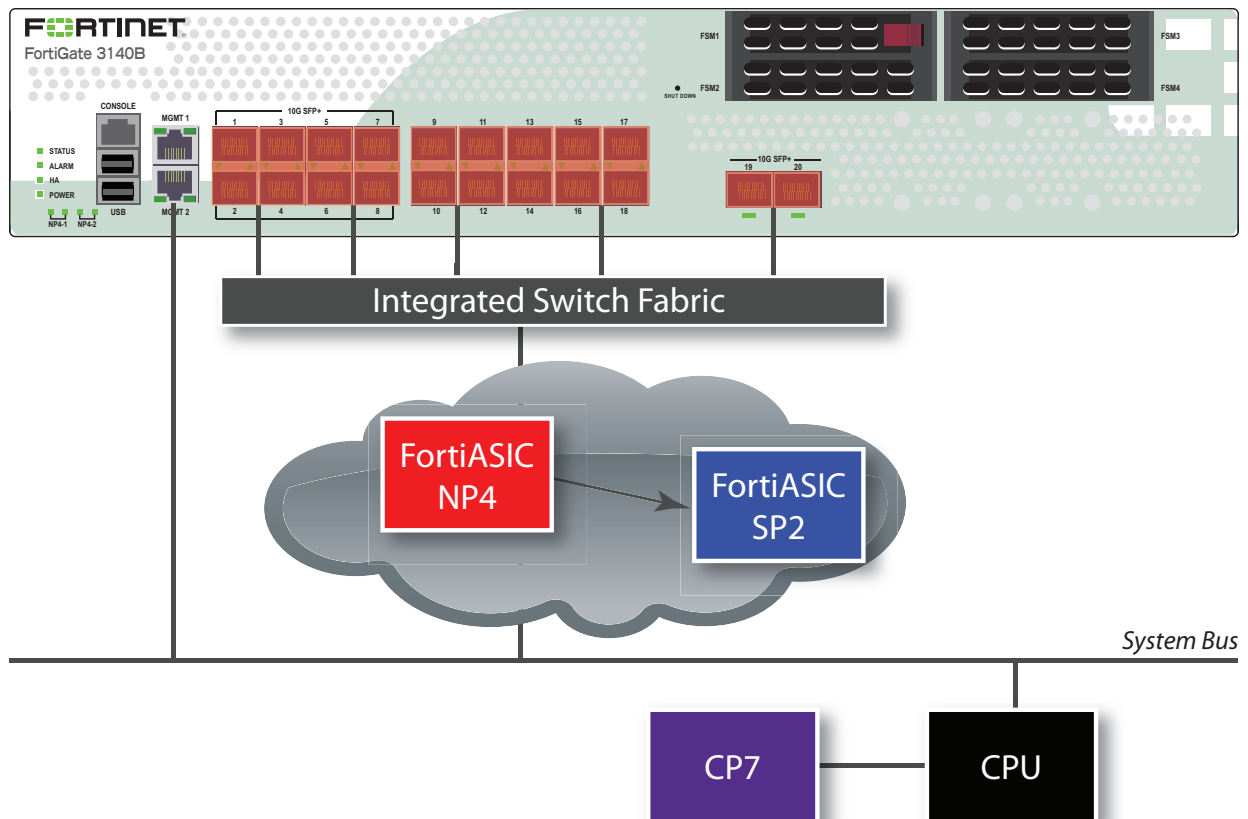 FORTINET
FortiGate 3140B
FSM1
FSM3
FSM2
FSM4
SHUT DOWN
CONSOLE
MGMT 1
10G SFP+
1 3 5 7
9 11 13 15 17
STATUS
ALARM
HA
POWER
10G SFP+
19 20
NP4-1 NP4-2
USB
MGMT 2
2 4 6 8
10 12 14 16 18
Integrated Switch Fabric
FortiASIC
NP4
FortiASIC
SP2
System Bus
CP7
CPU